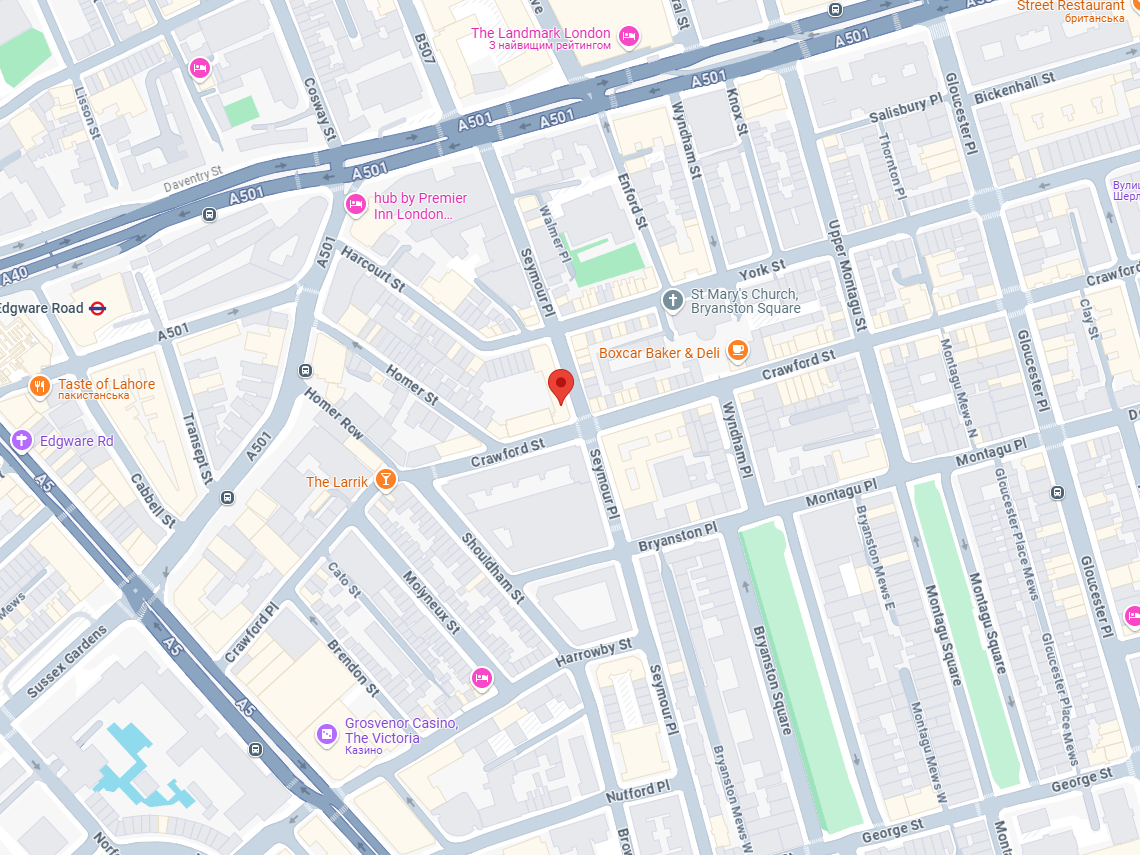 Street Restaurant
британська
The Landmark London
З найвищим рейтингом
B507
A501
A501
A501
A501
Lisson St
Cosway St
Daventry St
A501
A501
A40
hub by Premier
Inn London...
Knox St
Wyndham St
Salisbury Pl
Gloucester Pl
Bickenhall St
Thornton Pl
Enford St
Walmer Pl
Seymour Pl
Harcourt St
A501
Edgware Road
A501
York St
Upper Montagu St
Crawford
Clay St
St Mary's Church,
Bryanston Square
Boxcar Baker & Deli
Crawford St
Taste of Lahore
пакистанська
Homer St
Homer Row
Edgware Rd
Transept St
A501
Crawford St
Wyndham Pl
Montagu Mews N
Gloucester Pl
Montagu Pl
The Larrik
A5
Cabbell St
Seymour Pl
Montagu Pl
Bryanston Pl
Shouldham St
Molyneux St
Cato St
Crawford Pl
Brendon St
Bryanston Mews E
Gloucester Place Mews
Gloucester Pl
Montagu Square
Montagu Square
Mews
Sussex Gardens
A5
A5
Harrowby St
Seymour Pl
Bryanston Square
Gloucester Place Mews
Montagu Mews W
Grosvenor Casino,
The Victoria
Казино
Bryanston Mews W
Nutford Pl
George St
George St